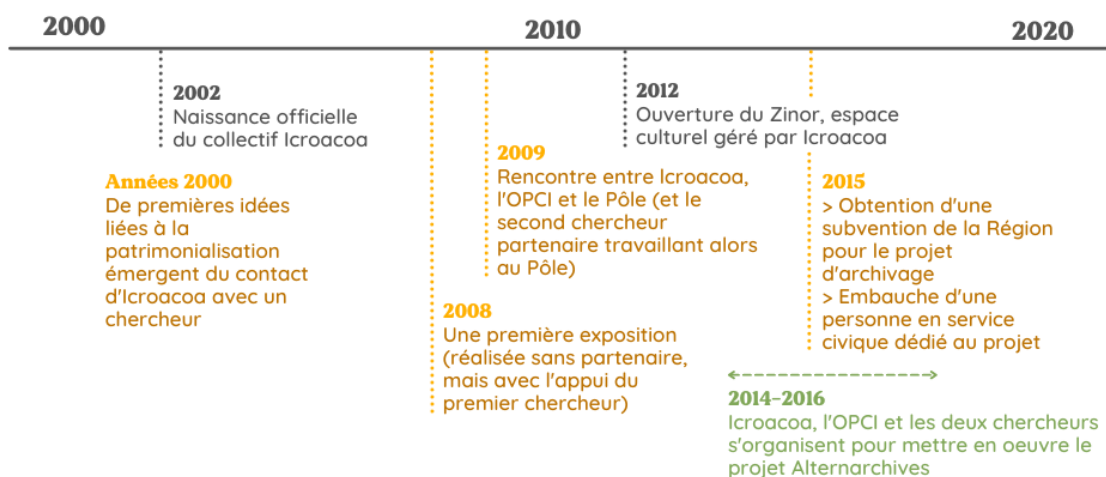 2000
2010
2020
2002
Naissance officielle
du collectif Icroacoa
2012
Ouverture du Zinor, espace
culturel géré par Icroacoa
Années 2000
De premières idées
liées à la
patrimonialisation
émergent du contact
d'Icroacoa avec un
chercheur
2009
Rencontre entre Icroacoa,
l'OPCI et le Pôle (et le
second chercheur
partenaire travaillant alors
au Pôle)
2008
Une première exposition
(réalisée sans partenaire,
mais avec l'appui du
premier chercheur)
2015
> Obtention d'une
subvention de la Région
pour le projet
d'archivage
> Embauche d'une
personne en service
civique dédié au projet
2014-2016
Icroacoa, l'OPCI et les deux chercheurs
s'organisent pour mettre en oeuvre le
projet Alternarchives